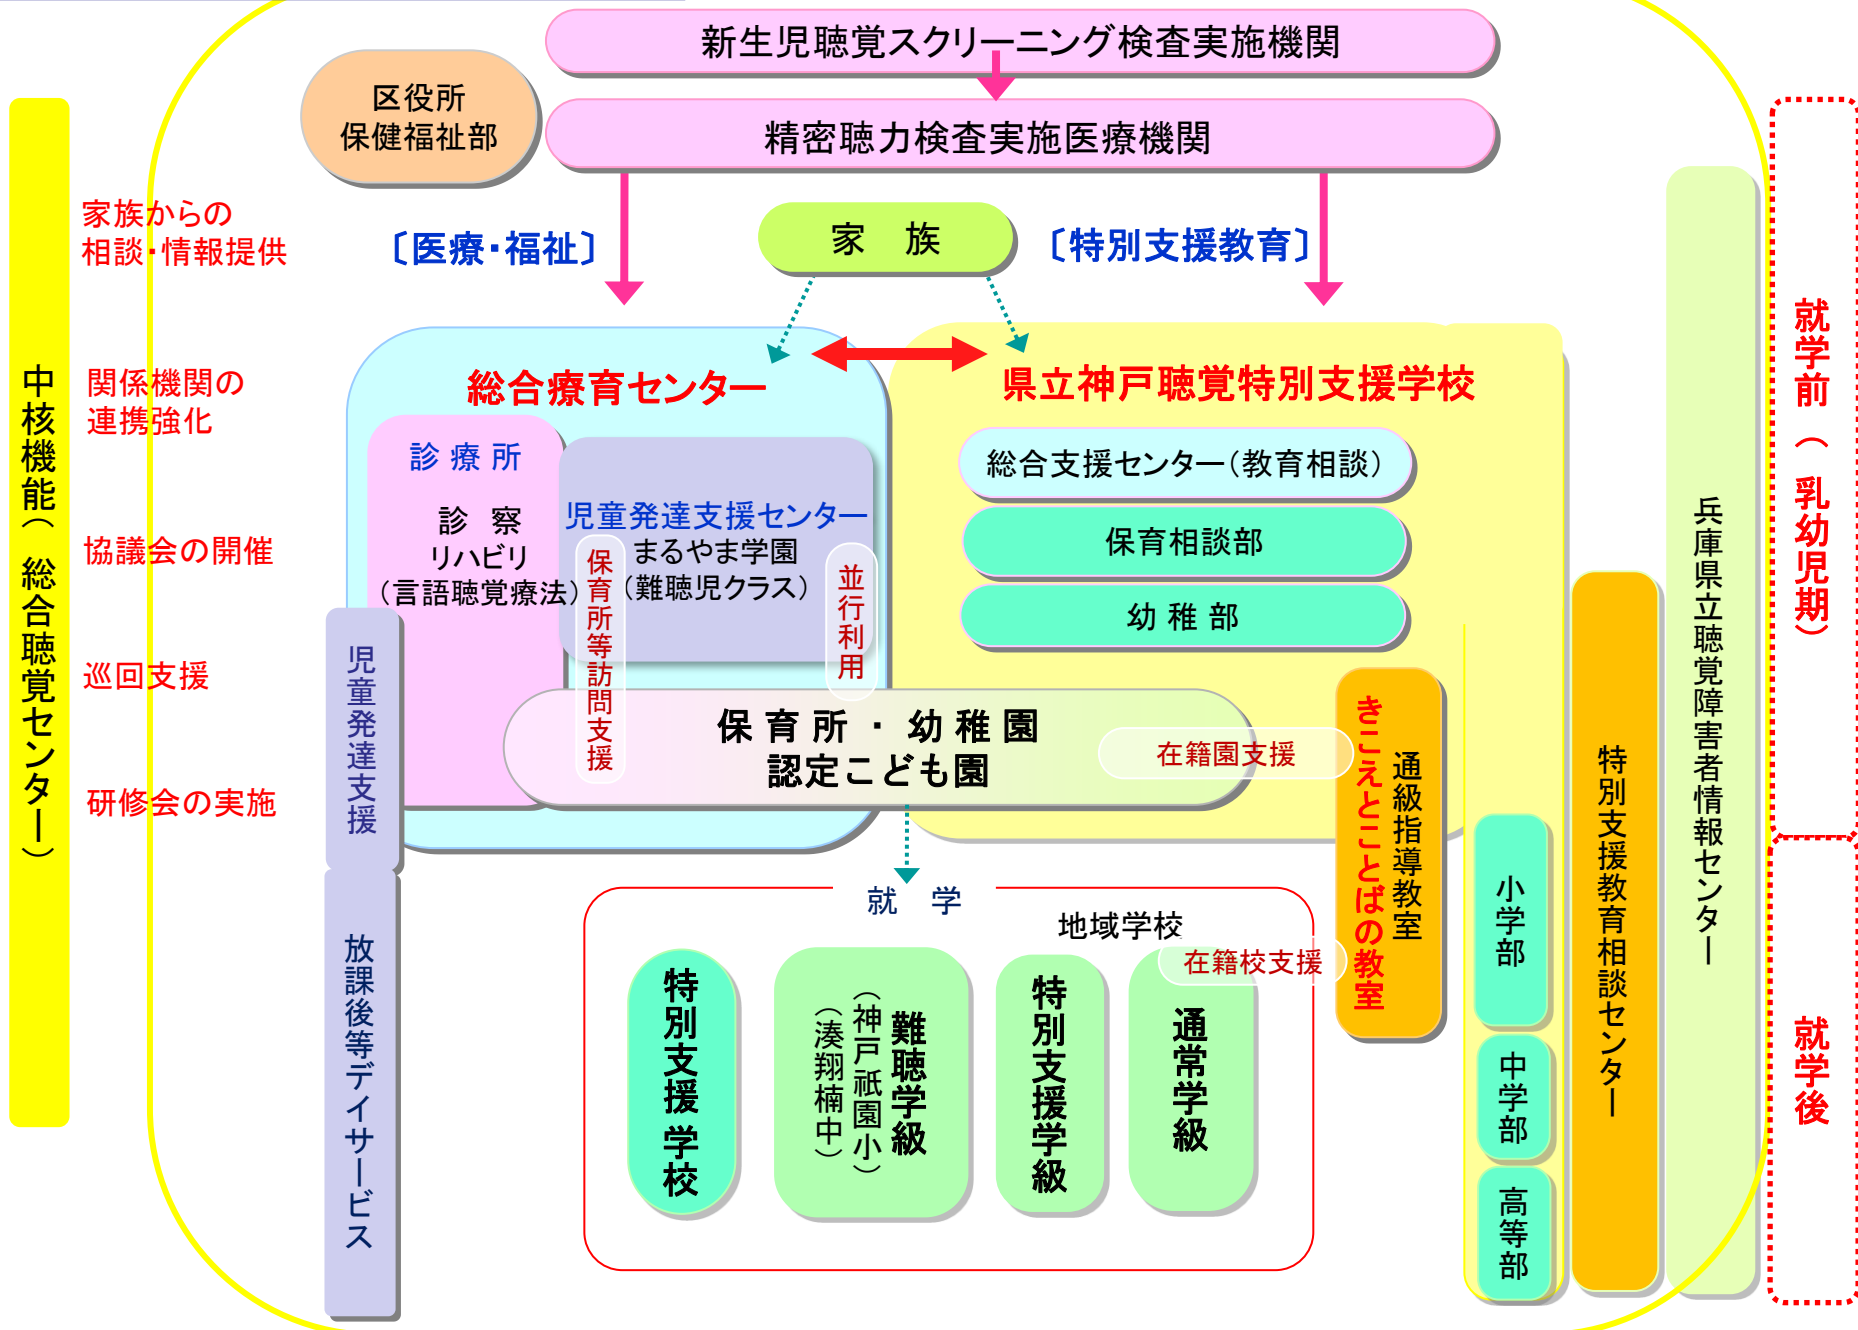 新生児聴覚スクリーニング検査実施機関
区役所
保健福祉部
精密聴力検査実施医療機関
中核機能(総合聴覚センター)
家族からの
相談・情報提供
関係機関の
連携強化
協議会の開催
巡回支援
研修会の実施
〔医療・福祉〕
家 族
〔特別支援教育〕
総合療育センター
診療所
診 察
リハビリ
(言語聴覚療法)
児童発達支援センター
まるやま学園
(難聴児クラス)
保育所等訪問支援
並行利用
県立神戸聴覚特別支援学校
総合支援センター(教育相談)
保育相談部
幼稚部
保育所・幼稚園
認定こども園
在籍園支援
児童発達支援
放課後等デイサービス
きこえとことばの教室
通級指導教室
就 学
地域学校
在籍校支援
特別支援学校
難聴学級
(神戸祇園小)
(湊翔楠中)
特別支援学級
通常学級
小学部
中学部
高等部
特別支援教育相談センター
兵庫県立聴覚障害者情報センター
就学前(乳幼児期)
就学後